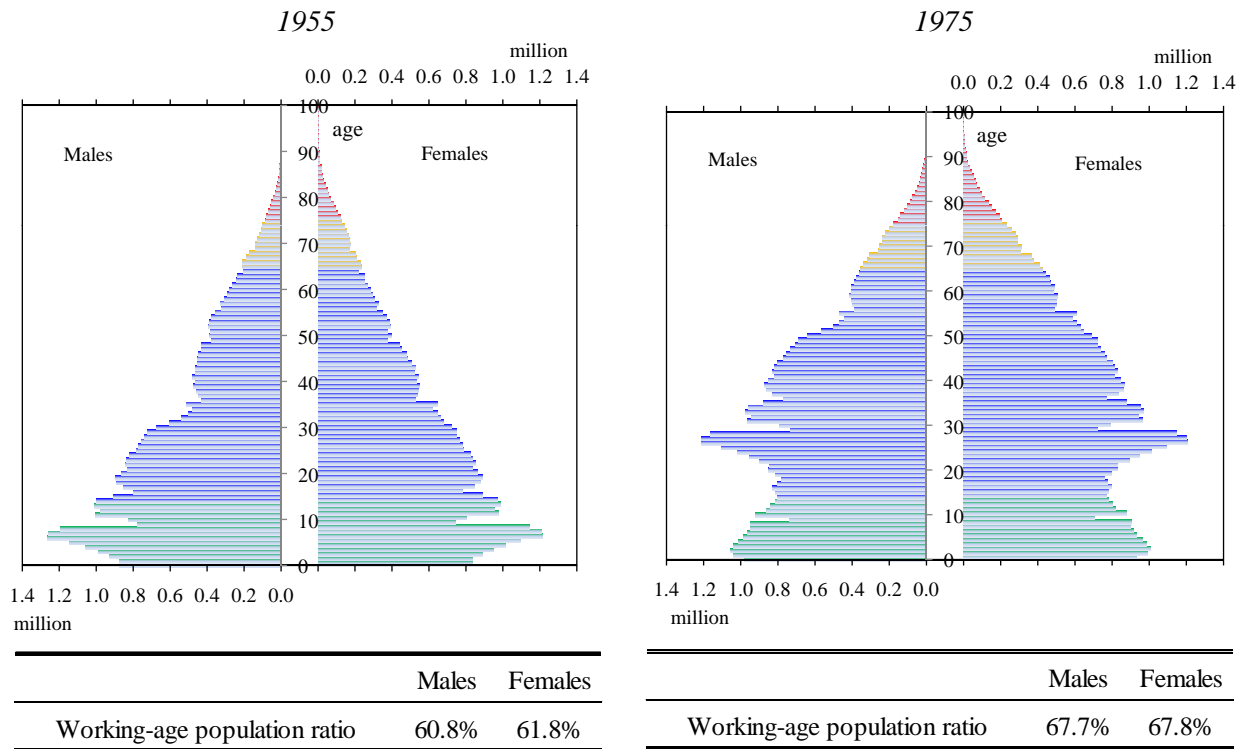 1955
million
0.0 0.2 0.4 0.6 0.8 1.0 1.2 1.4
100
age
Males
Females
90
80
70
60
50
40
30
20
10
0
1.4 1.2 1.0 0.8 0.6 0.4 0.2 0.0
million
Males Females
Working-age population ratio 60.8% 61.8%
1975
million
0.0 0.2 0.4 0.6 0.8 1.0 1.2 1.4
100
age
Males
Females
90
80
70
60
50
40
30
20
10
0
1.4 1.2 1.0 0.8 0.6 0.4 0.2 0.0
million
Males Females
Working-age population ratio 67.7% 67.8%